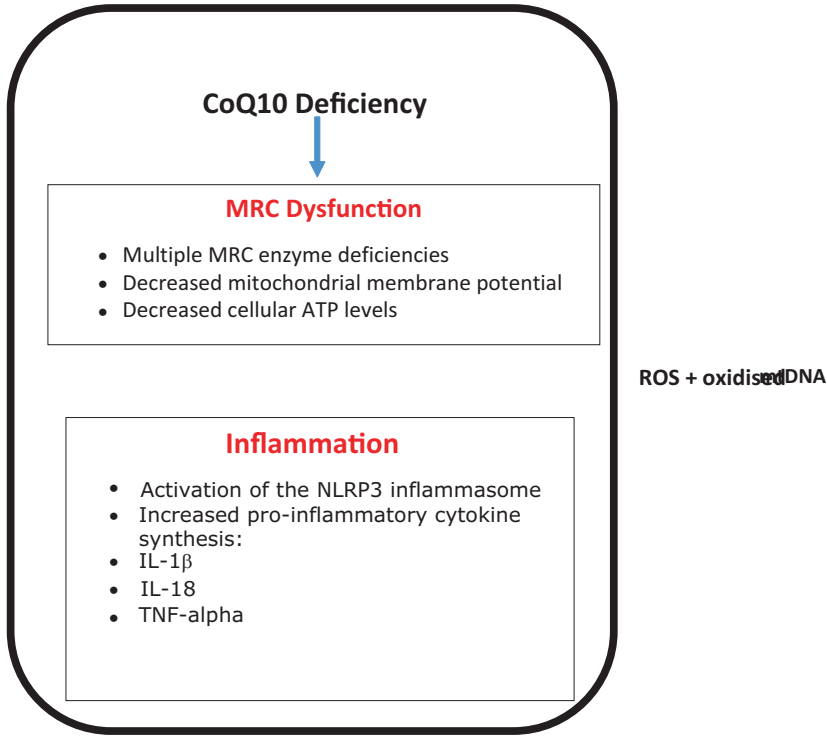 CoQ10 Deficiency
MRC Dysfunction
• Multiple MRC enzyme deficiencies
• Decreased mitochondrial membrane potential
• Decreased cellular ATP levels
ROS + oxidised mtDNA
Inflammation
• Activation of the NLRP3 inflammasome
• Increased pro-inflammatory cytokine
synthesis:
• IL-1β
• IL-18
• TNF-alpha